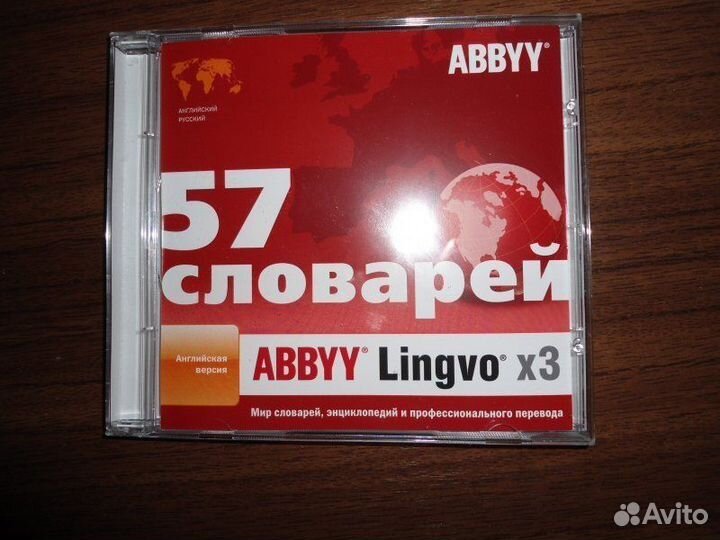 ABBYY®
АНГЛИЙСКИЙ
РУССКИЙ
57
словарей
Английская
версия
ABBYY® Lingvo® x3
Мир словарей, энциклопедий и профессионального перевода
Avito